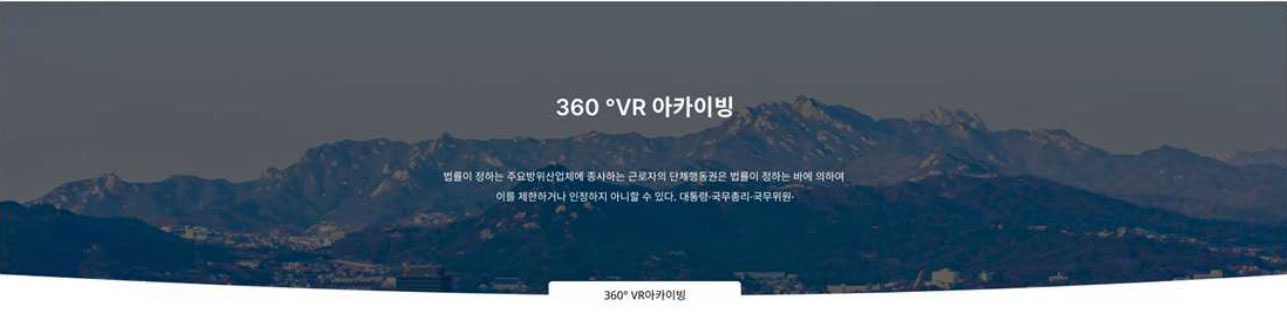 360 °VR 아카이빙
법률이 정하는 주요방위산업체에 종사하는 근로자의 단체행동권은 법률이 정하는 바에 의하여
이를 제한하거나 인정하지 아니할 수 있다. 대통령·국무총리·국무위원·
360° VR아카이빙